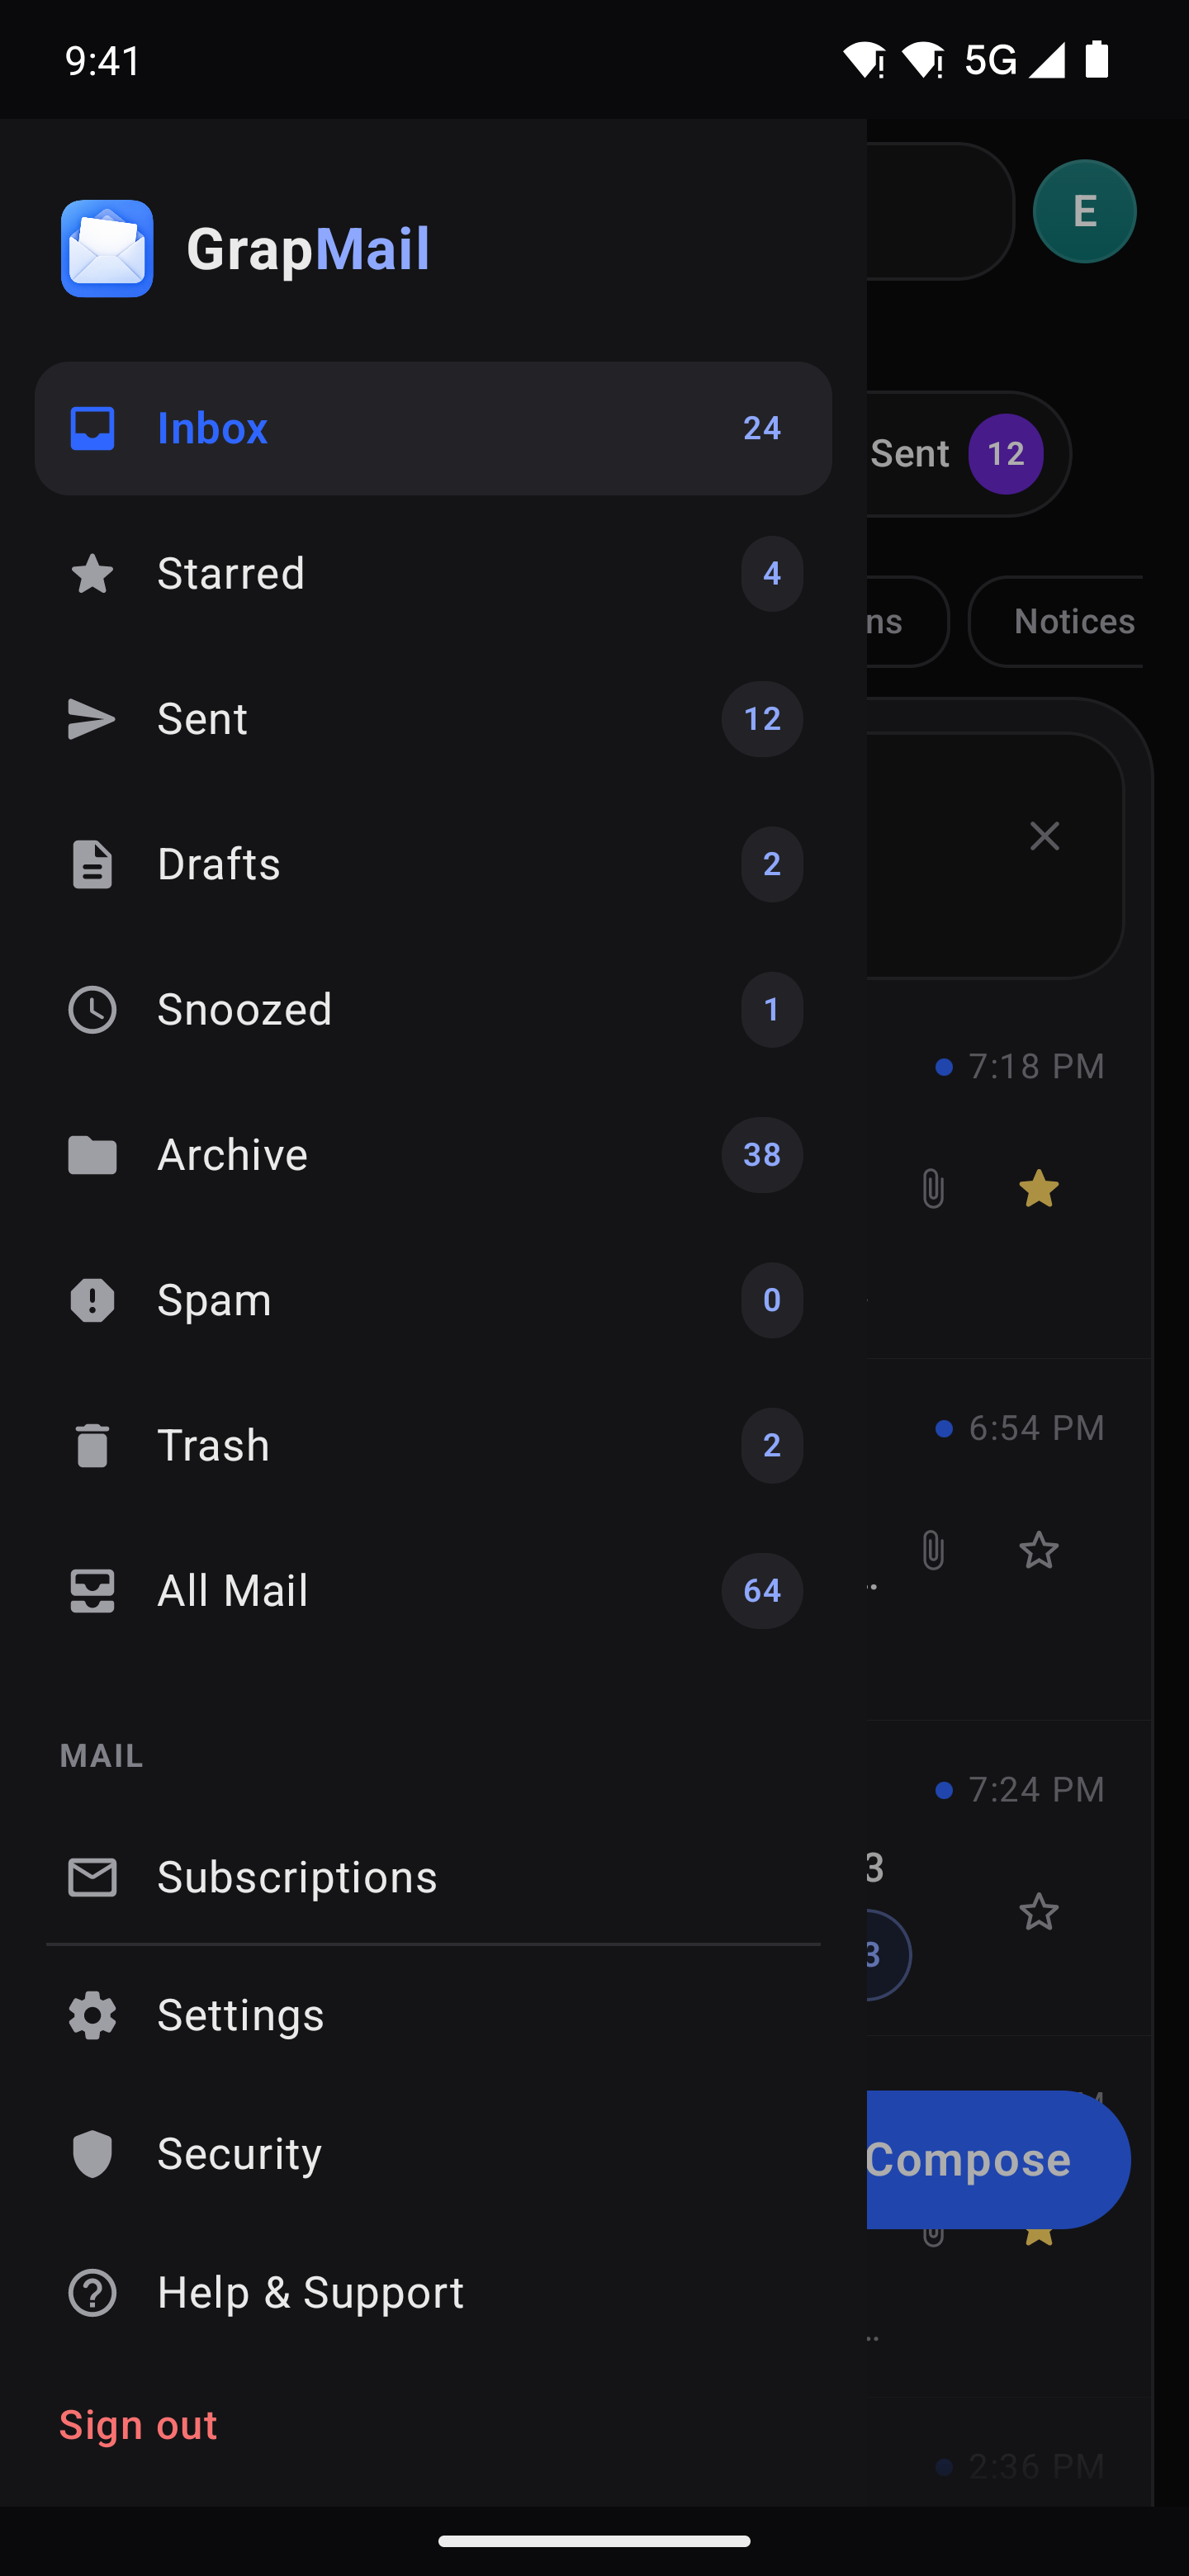 9:41
5G
GrapMail
E
Inbox 24
Sent 12
Starred 4
ns
Notices
Sent 12
Drafts 2
Snoozed 1
7:18 PM
Archive 38
Spam 0
6:54 PM
Trash 2
All Mail 64
..
MAIL
7:24 PM
Subscriptions
3
3
Settings
Security
Compose
Help & Support
..
Sign out
2:36 PM